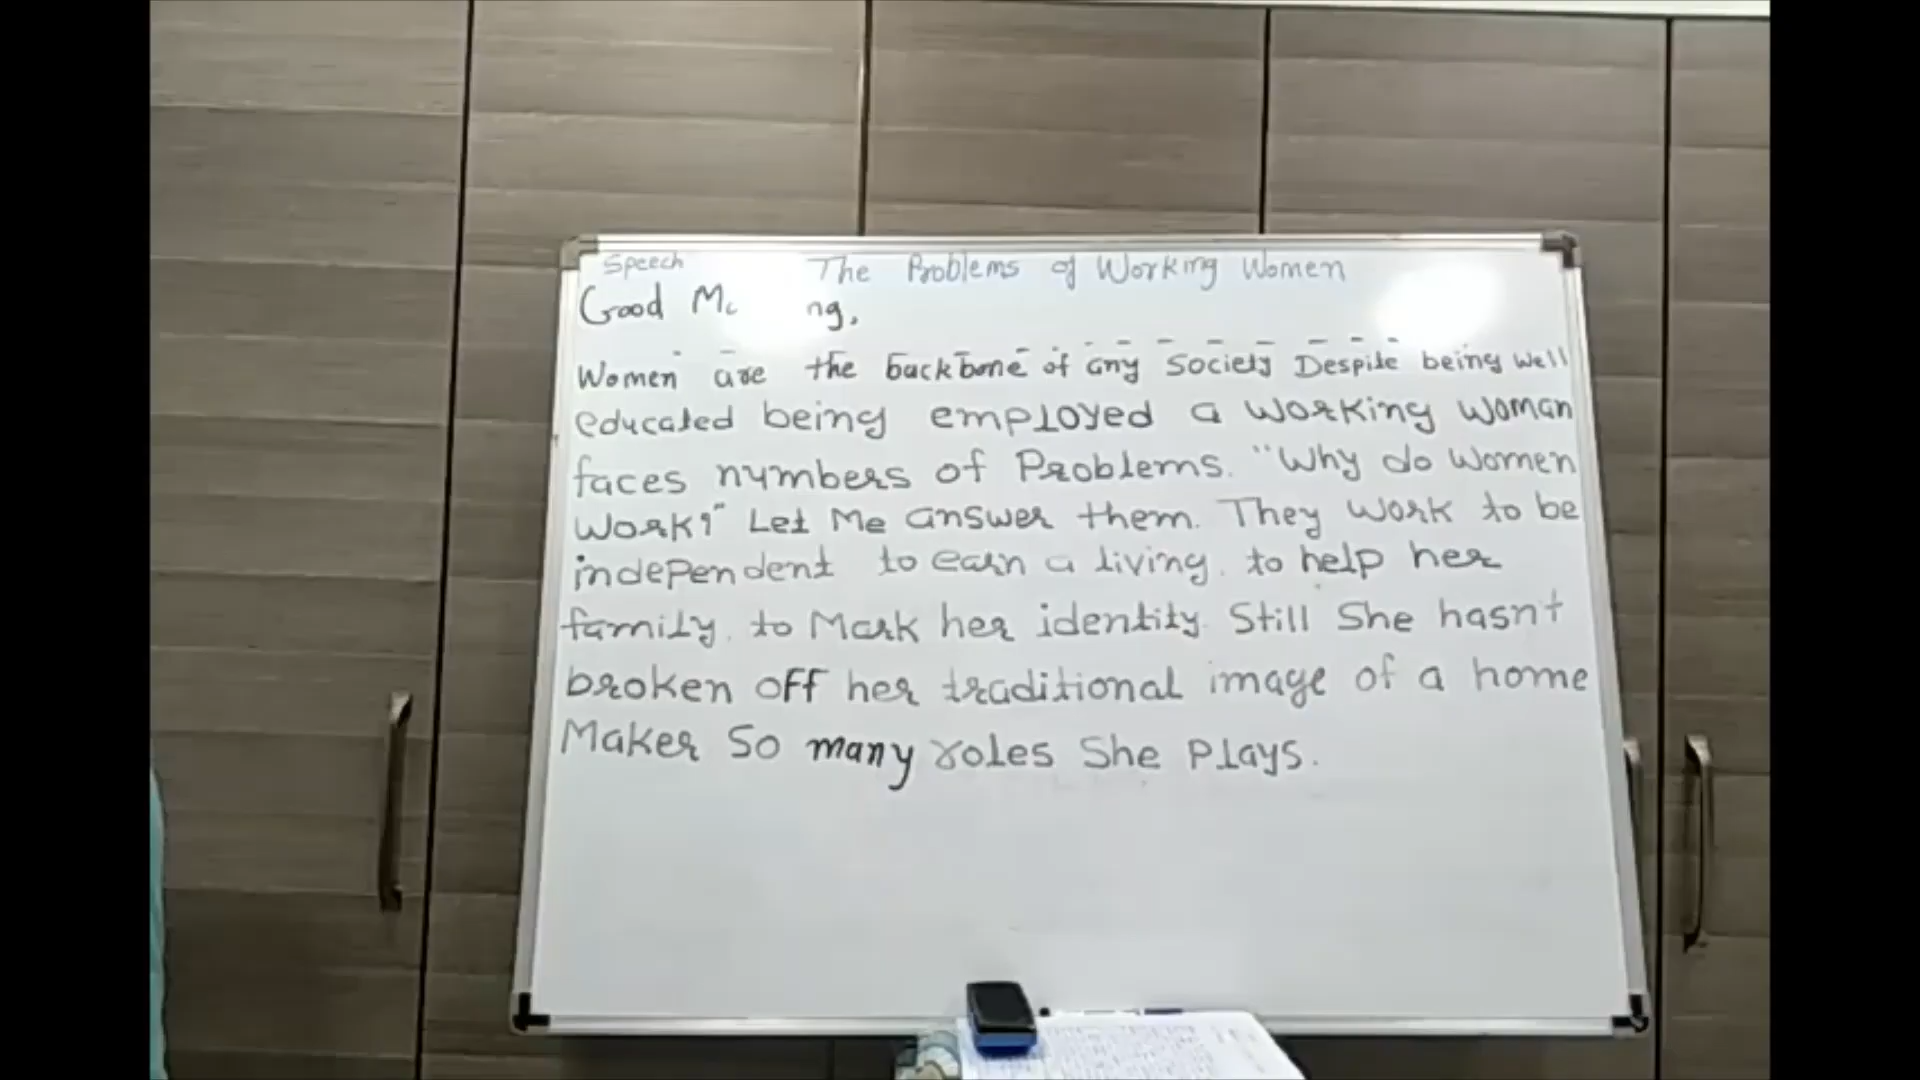 Speech The Problems of Working Women
Good
Women are the backbone of any Society Despite being well
educated being employed a working woman
faces numbers of Problems. "Why do Women
Work?" Let Me answer them. They work to be
independent to earn a living. to help her
family. to Mark her identity. Still She hasnt
broken off her traditional image of a home
Maker So many roles She Plays.